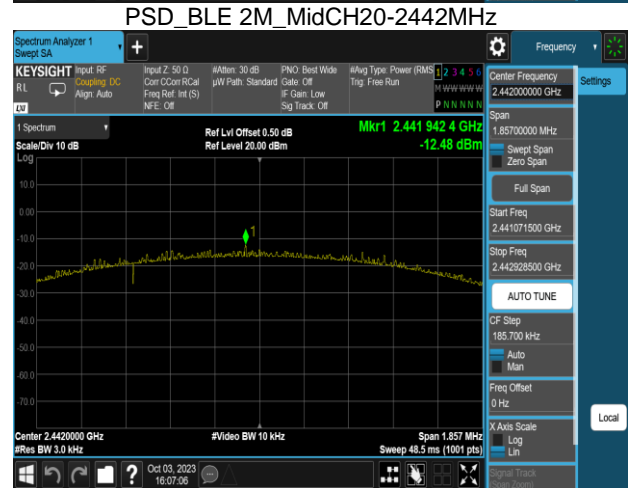 PSD_BLE 2M_MidCH20-2442MHz
Spectrum Analyzer 1
Swept SA
+
Frequency
KEYSIGHT
RL
LXI
Input: RF
Coupling: DC
Align: Auto
Input Z: 50 Ω
Corr CCorr RCal
Freq Ref: Int (S)
NFE: Off
#Atten: 30 dB
µW Path: Standard
PNO: Best Wide
Gate: Off
IF Gain: Low
Sig Track: Off
#Avg Type: Power (RMS
Trig: Free Run
1 2 3 4 5 6
M W W W W W
P N N N N N
Center Frequency
2.442000000 GHz
Settings
1 Spectrum
Scale/Div 10 dB
Ref Lvl Offset 0.50 dB
Ref Level 20.00 dBm
Mkr1 2.441 942 4 GHz
-12.48 dBm
Span
1.85700000 MHz
Swept Span
Zero Span
Full Span
Start Freq
2.441071500 GHz
Stop Freq
2.442928500 GHz
AUTO TUNE
CF Step
185.700 kHz
Auto
Man
Freq Offset
0 Hz
X Axis Scale
Log
Lin
Signal Track
(Span Zoom)
Local
Log
10.0
0.00
-10.0
-20.0
-30.0
-40.0
-50.0
-60.0
-70.0
1
Center 2.4420000 GHz
#Res BW 3.0 kHz
#Video BW 10 kHz
Span 1.857 MHz
Sweep 48.5 ms (1001 pts)
?
Oct 03, 2023
16:07:06